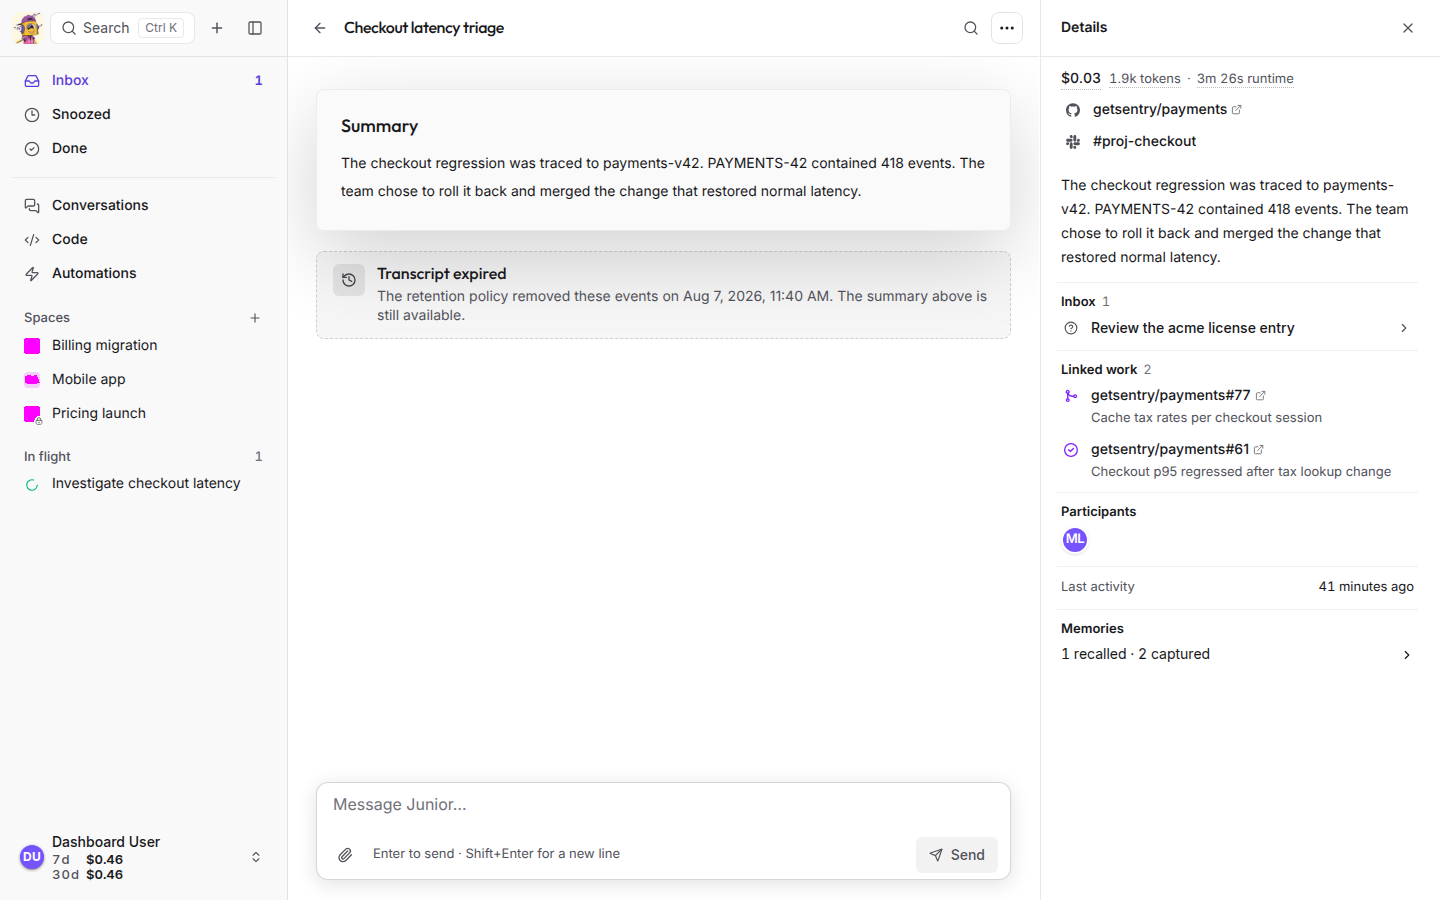 Search Ctrl K
Inbox 1
Snoozed
Done
Conversations
Code
Automations
Spaces
Billing migration
Mobile app
Pricing launch
In flight 1
Investigate checkout latency
DU
Dashboard User
7d $0.46
30d $0.46
Checkout latency triage
Summary
The checkout regression was traced to payments-v42. PAYMENTS-42 contained 418 events. The
team chose to roll it back and merged the change that restored normal latency.
Transcript expired
The retention policy removed these events on Aug 7, 2026, 11:40 AM. The summary above is
still available.
Message Junior...
Enter to send · Shift+Enter for a new line
Send
Details
$0.03 1.9k tokens · 3m 26s runtime
getsentry/payments
#proj-checkout
The checkout regression was traced to payments-
v42. PAYMENTS-42 contained 418 events. The team
chose to roll it back and merged the change that
restored normal latency.
Inbox 1
Review the acme license entry
Linked work 2
getsentry/payments#77
Cache tax rates per checkout session
getsentry/payments#61
Checkout p95 regressed after tax lookup change
Participants
ML
Last activity 41 minutes ago
Memories
1 recalled · 2 captured